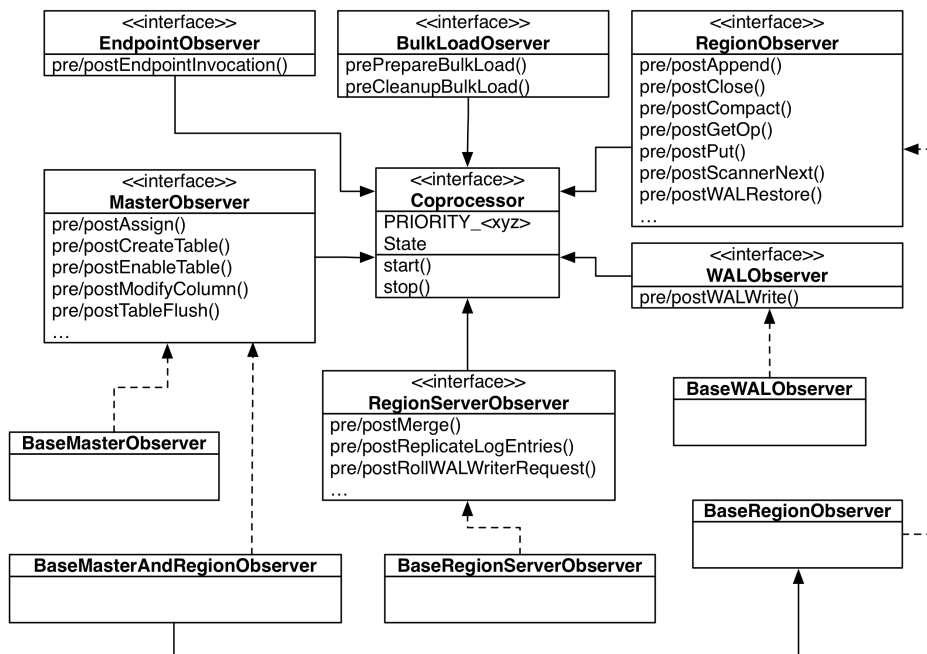 <<interface>>
EndpointObserver
pre/postEndpointInvocation()
<<interface>>
BulkLoadOserver
prePrepareBulkLoad()
preCleanupBulkLoad()
<<interface>>
RegionObserver
pre/postAppend()
pre/postClose()
pre/postCompact()
pre/postGetOp()
pre/postPut()
pre/postScannerNext()
pre/postWALRestore()
...
<<interface>>
MasterObserver
pre/postAssign()
pre/postCreateTable()
pre/postEnableTable()
pre/postModifyColumn()
pre/postTableFlush()
...
<<interface>>
Coprocessor
PRIORITY_<xyz>
State
start()
stop()
<<interface>>
WALObserver
pre/postWALWrite()
<<interface>>
RegionServerObserver
pre/postMerge()
pre/postReplicateLogEntries()
pre/postRollWALWriterRequest()
...
BaseWALObserver
BaseMasterObserver
BaseRegionObserver
BaseMasterAndRegionObserver
BaseRegionServerObserver